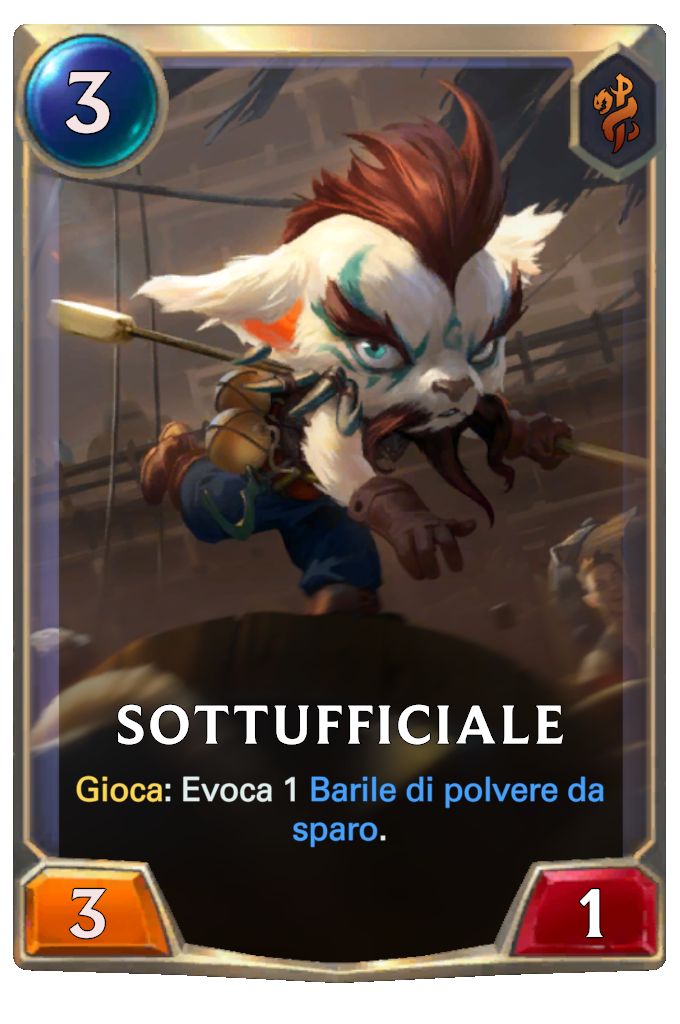 3
SOTTUFFICIALE
Gioca: Evoca 1 Barile di polvere da
sparo.
3
1